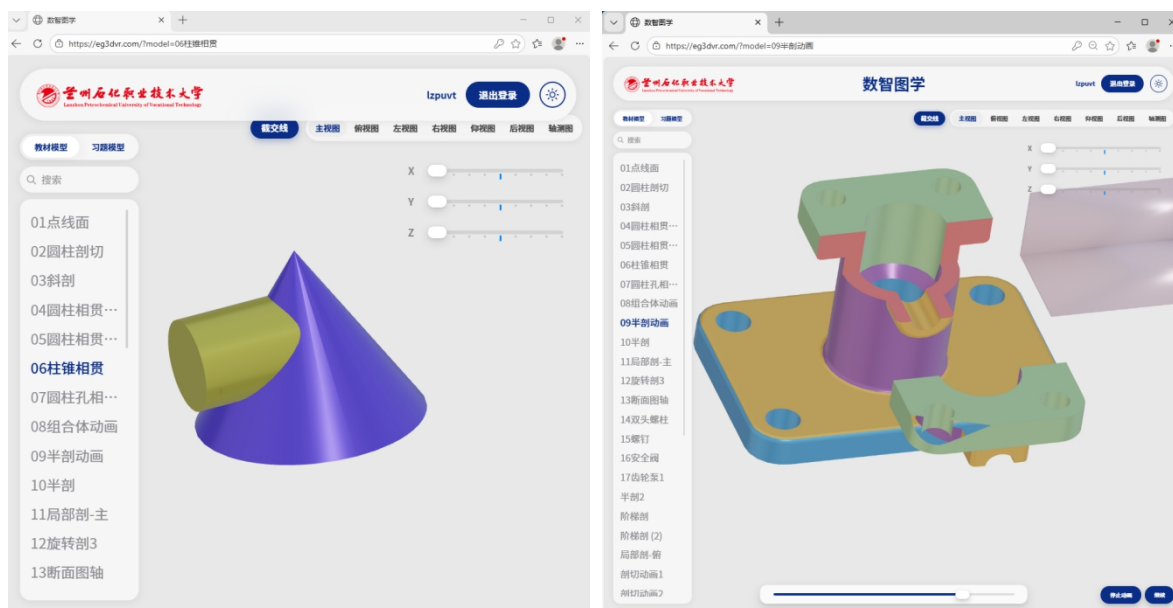 数智图学
https://eg3dvr.com/?model=06柱锥相贯
兰州石化职业技术大学
Lanzhou Petrochemical University of Vocational Technology
lzpuvt
退出登录
截交线
主视图
俯视图
左视图
右视图
仰视图
后视图
轴测图
教材模型
习题模型
搜索
X
Y
Z
01点线面
02圆柱剖切
03斜剖
04圆柱相贯…
05圆柱相贯…
06柱锥相贯
07圆柱孔相…
08组合体动画
09半剖动画
10半剖
11局部剖-主
12旋转剖3
13断面图轴
数智图学
https://eg3dvr.com/?model=09半剖动画
兰州石化职业技术大学
Lanzhou Petrochemical University of Vocational Technology
数智图学
lzpuvt
退出登录
教材模型
习题模型
截交线
主视图
俯视图
左视图
右视图
仰视图
后视图
轴测图
搜索
X
Y
Z
01点线面
02圆柱剖切
03斜剖
04圆柱相贯…
05圆柱相贯…
06柱锥相贯
07圆柱孔相…
08组合体动画
09半剖动画
10半剖
11局部剖-主
12旋转剖3
13断面图轴
14双头螺柱
15螺钉
16安全阀
17齿轮泵1
半剖2
阶梯剖
阶梯剖 (2)
局部剖-俯
剖切动画1
剖切动画2
停止动画